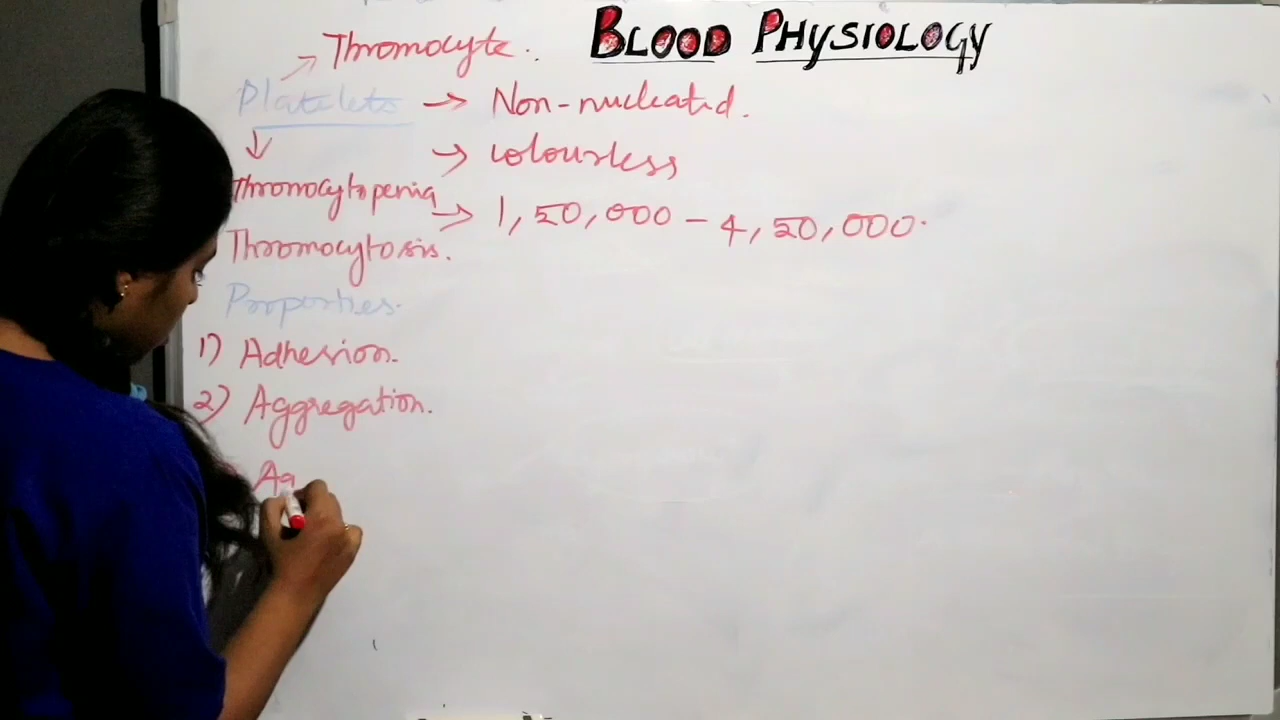 BLOOD PHYSIOLOGY
→ Thromocyte.
Platelets → Non-nucleated.
↓ → colourless
Thromocytopenia → 1,50,000 - 4,50,000.
Thromocytosis.
Properties.
1) Adhesion.
2) Aggregation.
Ag